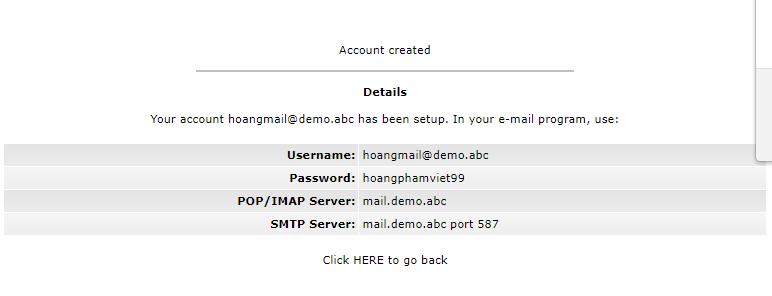 Account created
Details
Your account hoangmail@demo.abc has been setup. In your e-mail program, use:
Username: hoangmail@demo.abc
Password: hoangphamviet99
POP/IMAP Server: mail.demo.abc
SMTP Server: mail.demo.abc port 587
Click HERE to go back